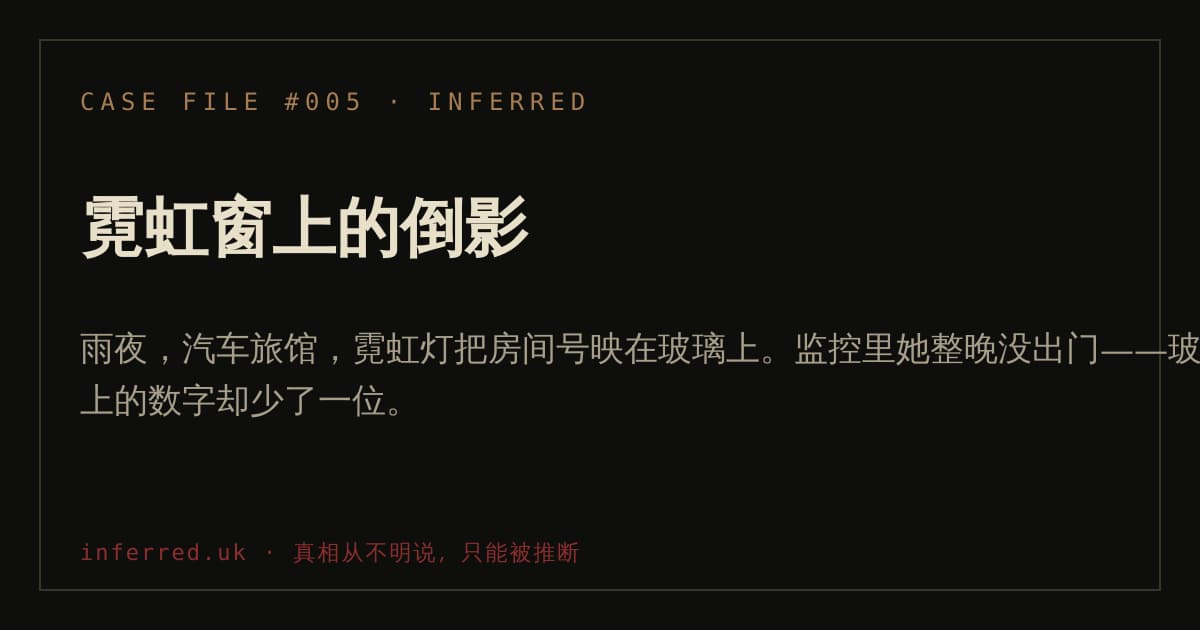 CASE FILE #005 · INFERRED
霓虹窗上的倒影
雨夜，汽车旅馆，霓虹灯把房间号映在玻璃上。监控里她整晚没出门——玻
上的数字却少了一位。
inferred.uk · 真相从不明说，只能被推断